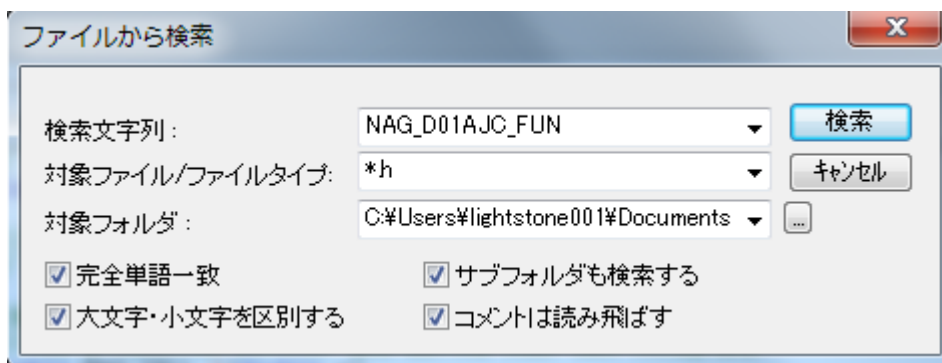 ファイルから検索
検索文字列 : NAG_D01AJC_FUN 検索
対象ファイル/ファイルタイプ: *h キャンセル
対象フォルダ : C:¥Users¥lightstone001¥Documents ...
完全単語一致 サブフォルダも検索する
大文字・小文字を区別する コメントは読み飛ばす